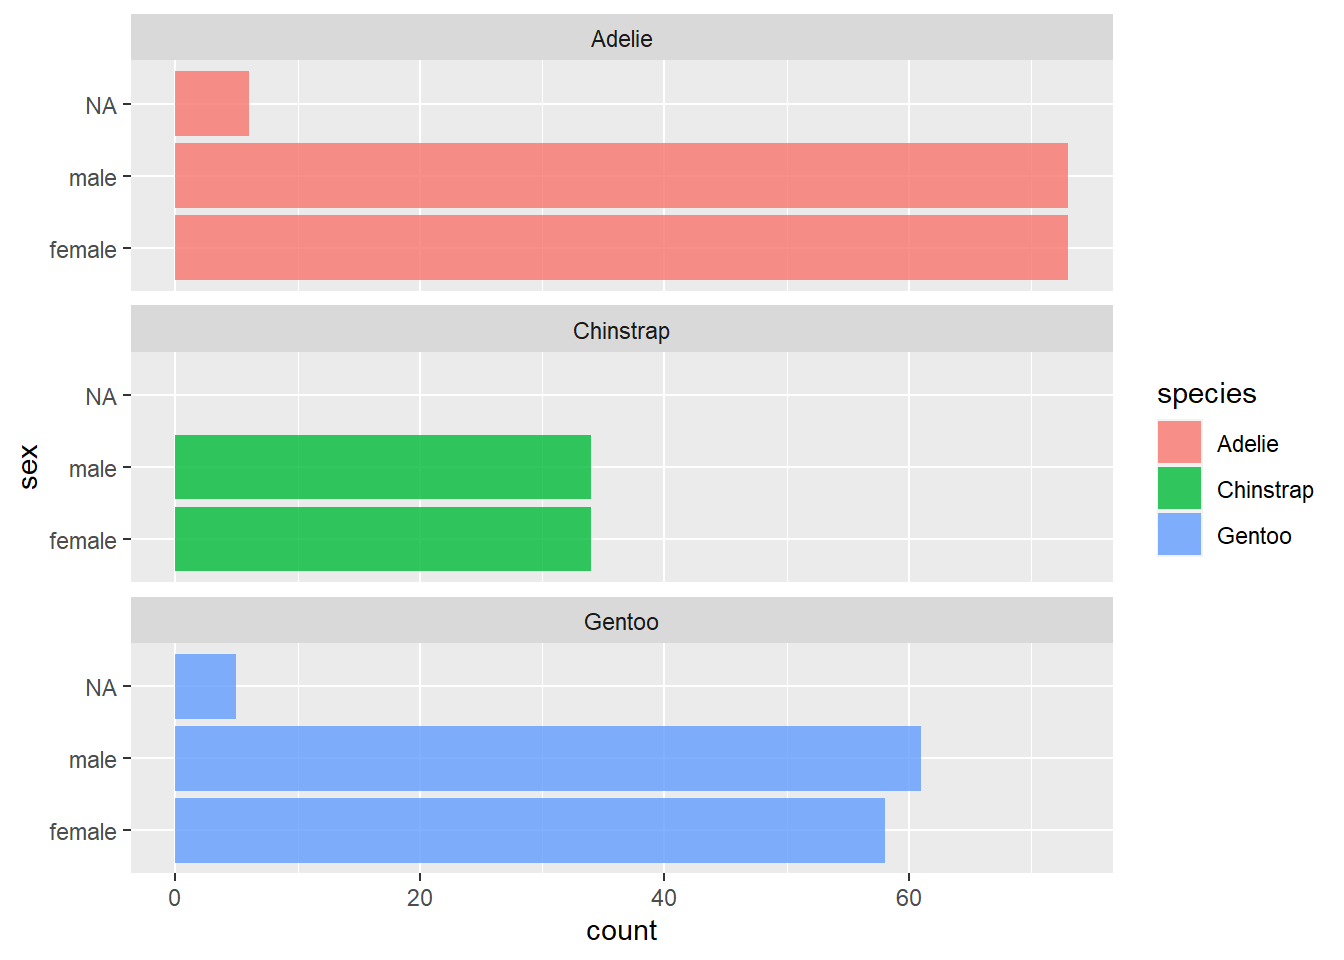 Adelie
NA
male
female
Chinstrap
NA
male
female
Gentoo
NA
male
female
0 20 40 60
count
sex
species
Adelie
Chinstrap
Gentoo